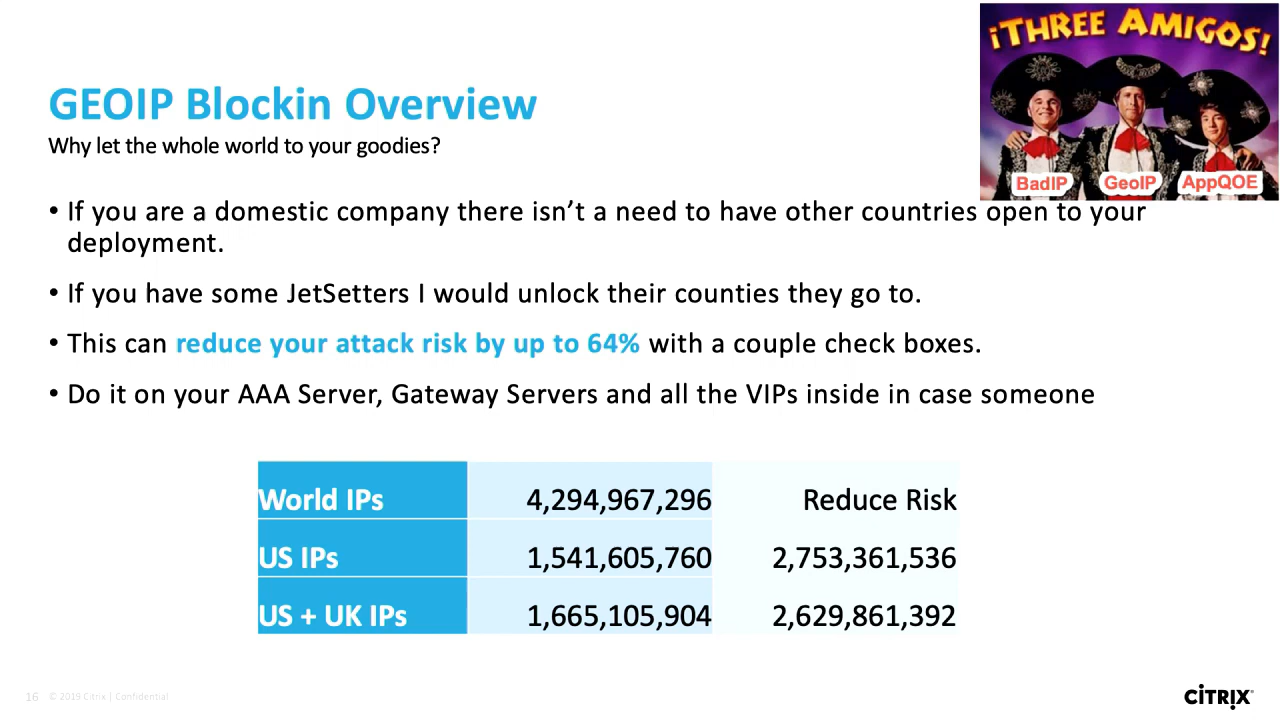 ¡THREE AMIGOS!
BadIP GeoIP AppQOE
GEOIP Blockin Overview
Why let the whole world to your goodies?
• If you are a domestic company there isn't a need to have other countries open to your
deployment.
• If you have some JetSetters I would unlock their counties they go to.
• This can reduce your attack risk by up to 64% with a couple check boxes.
• Do it on your AAA Server, Gateway Servers and all the VIPs inside in case someone
World IPs 4,294,967,296 Reduce Risk
US IPs 1,541,605,760 2,753,361,536
US + UK IPs 1,665,105,904 2,629,861,392
16 © 2019 Citrix | Confidential
CİTRIX